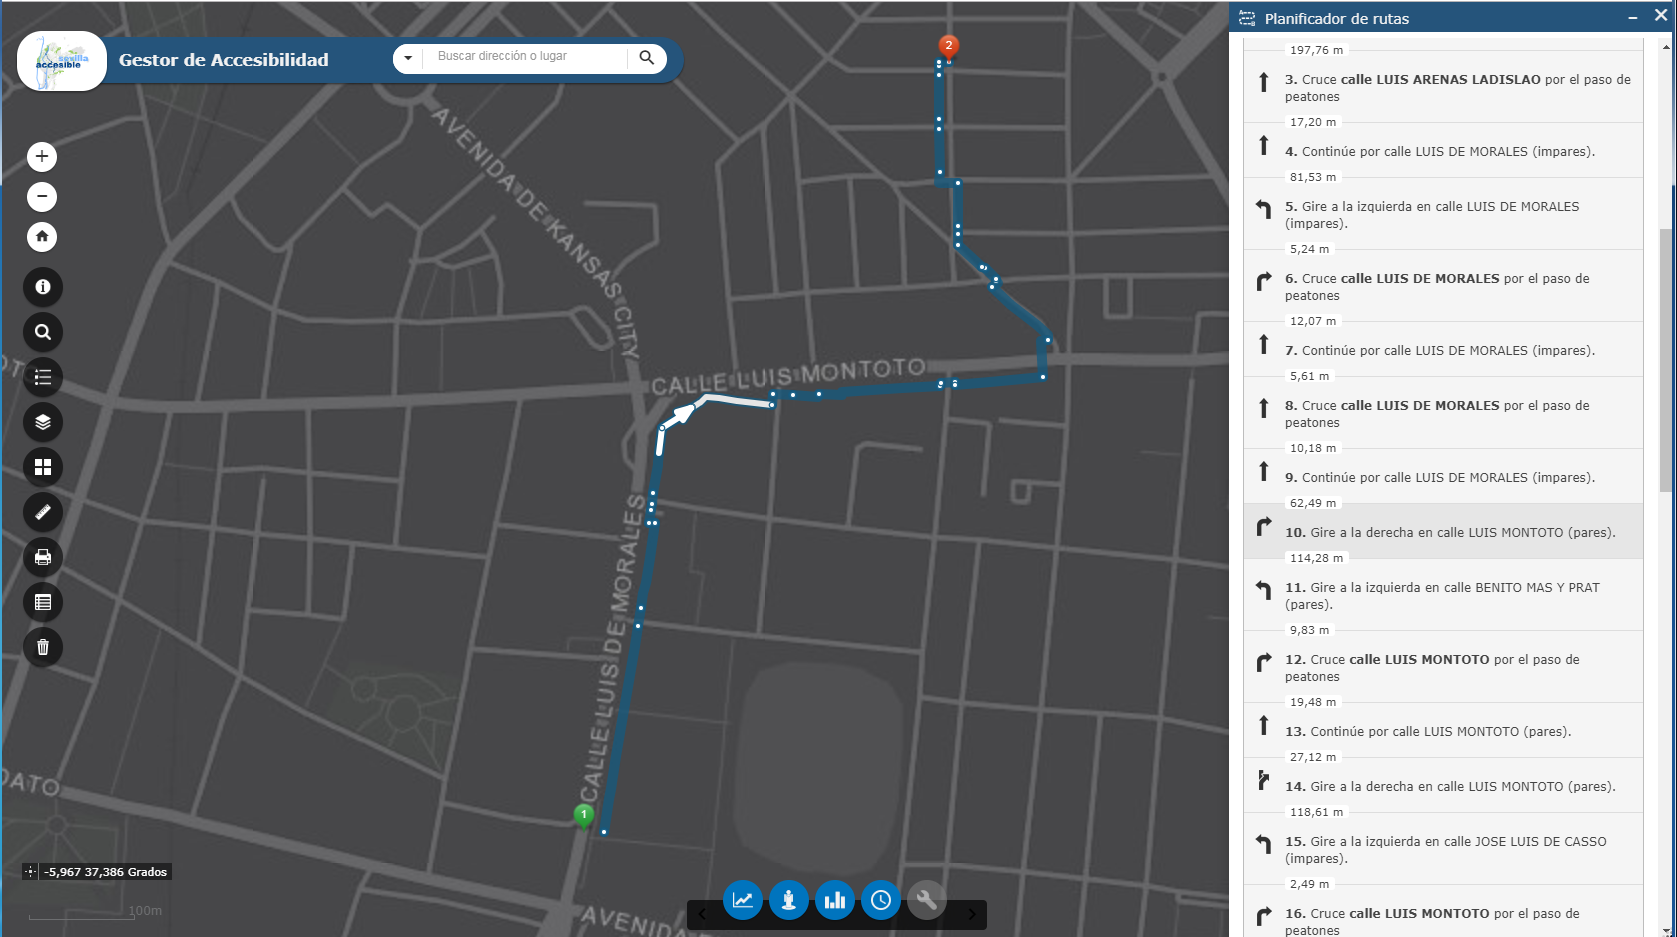 sevilla
accesible
Gestor de Accesibilidad
Buscar dirección o lugar
2
AVENIDA DE KANSAS CITY
CALLE LUIS MONTOTO
CALLE LUIS DE MORALES
1
DATO
-5,967 37,386 Grados
100m
AVENIDA
Planificador de rutas
197,76 m
3. Cruce calle LUIS ARENAS LADISLAO por el paso de
peatones
17,20 m
4. Continúe por calle LUIS DE MORALES (impares).
81,53 m
5. Gire a la izquierda en calle LUIS DE MORALES
(impares).
5,24 m
6. Cruce calle LUIS DE MORALES por el paso de
peatones
12,07 m
7. Continúe por calle LUIS DE MORALES (impares).
5,61 m
8. Cruce calle LUIS DE MORALES por el paso de
peatones
10,18 m
9. Continúe por calle LUIS DE MORALES (impares).
62,49 m
10. Gire a la derecha en calle LUIS MONTOTO (pares).
114,28 m
11. Gire a la izquierda en calle BENITO MAS Y PRAT
(pares).
9,83 m
12. Cruce calle LUIS MONTOTO por el paso de
peatones
19,48 m
13. Continúe por calle LUIS MONTOTO (pares).
27,12 m
14. Gire a la derecha en calle LUIS MONTOTO (pares).
118,61 m
15. Gire a la izquierda en calle JOSE LUIS DE CASSO
(impares).
2,49 m
16. Cruce calle LUIS MONTOTO por el paso de
peatones